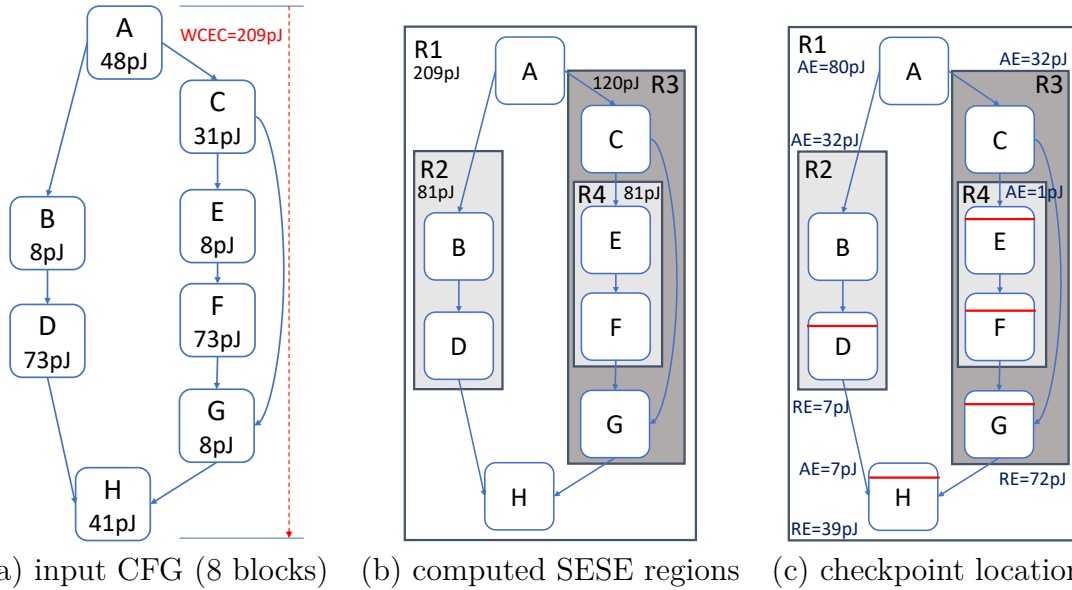 A
48pJ
WCEC=209pJ
C
31pJ
B
8pJ
E
8pJ
D
73pJ
F
73pJ
G
8pJ
H
41pJ
a) input CFG (8 blocks)
R1
209pJ
A
120pJ
R3
C
R2
81pJ
R4
81pJ
B
E
D
F
G
H
(b) computed SESE regions
R1
AE=80pJ
A
AE=32pJ
R3
C
AE=32pJ
R2
R4
AE=1pJ
B
E
D
F
RE=7pJ
G
AE=7pJ
RE=72pJ
H
RE=39pJ
(c) checkpoint location